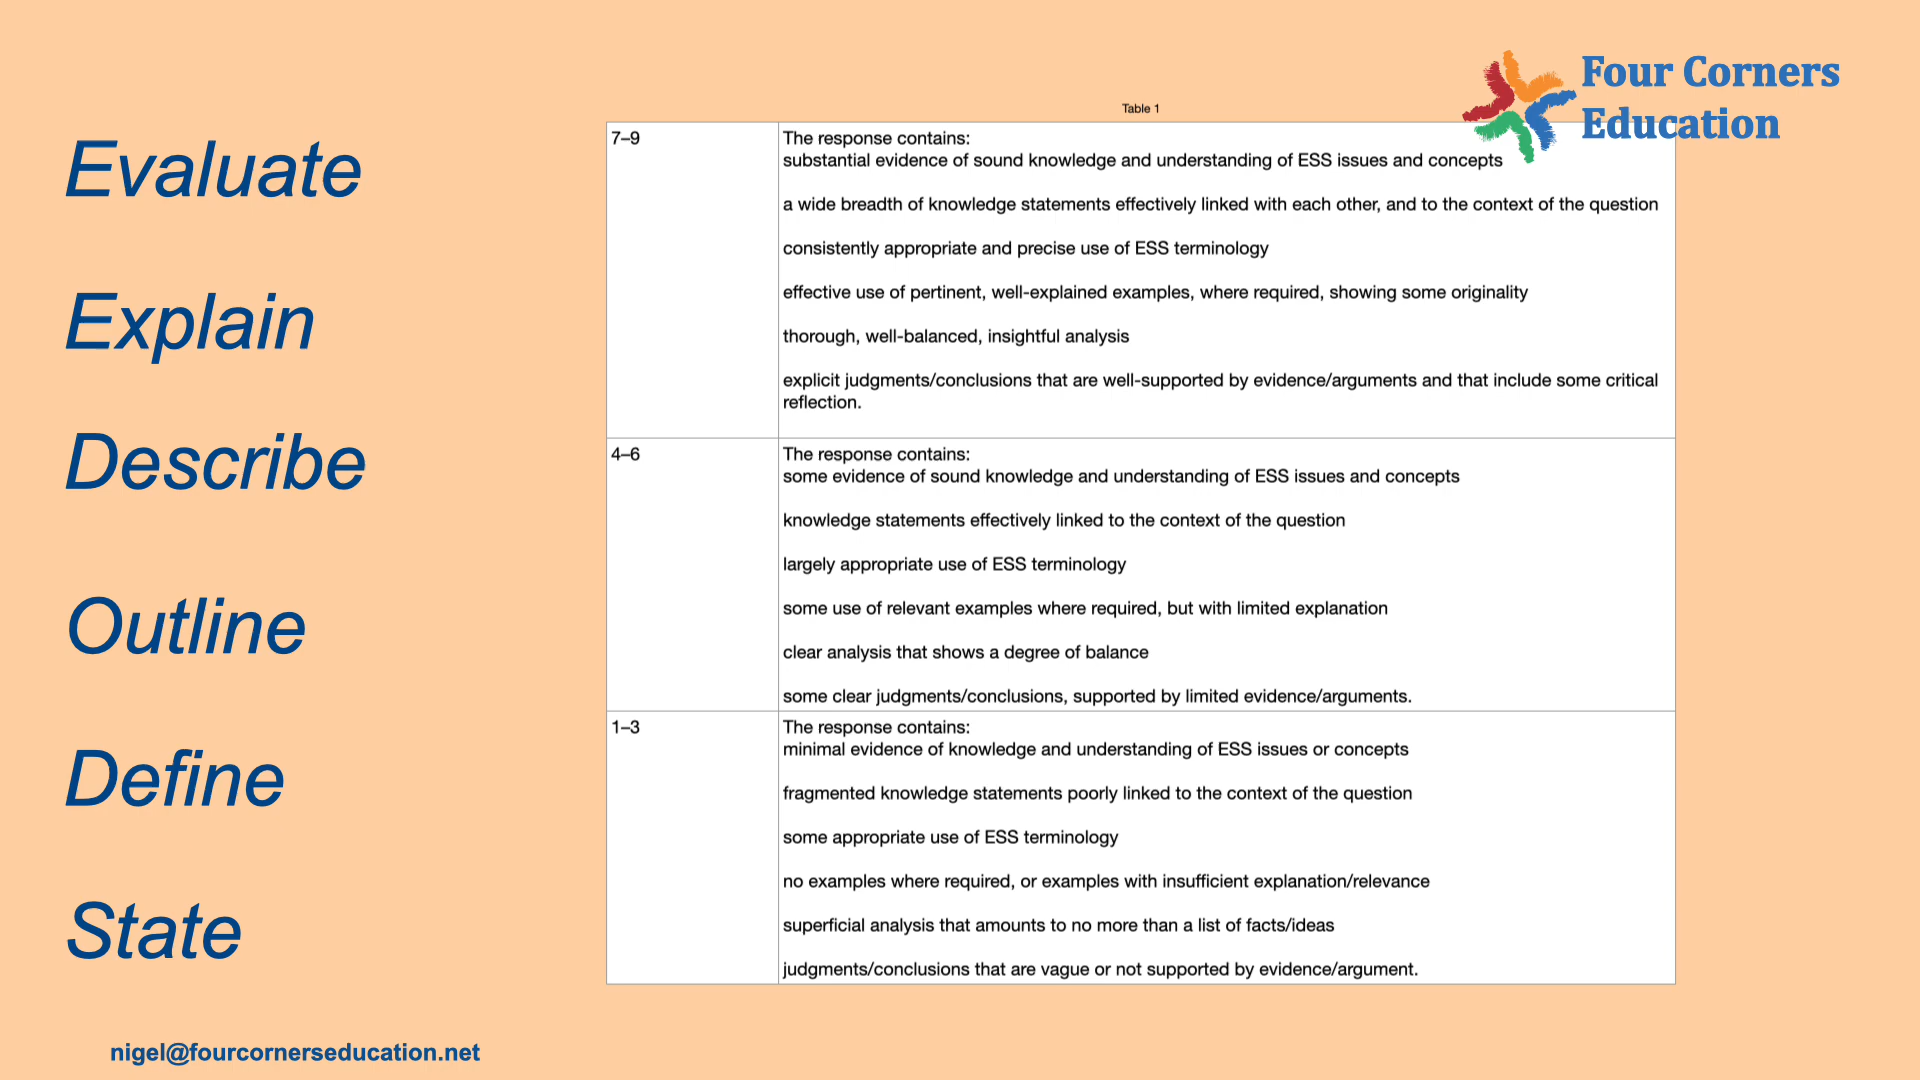 Four Corners
Education
Evaluate
Explain
Describe
Outline
Define
State
Table 1
7–9
The response contains:
substantial evidence of sound knowledge and understanding of ESS issues and concepts
a wide breadth of knowledge statements effectively linked with each other, and to the context of the question
consistently appropriate and precise use of ESS terminology
effective use of pertinent, well-explained examples, where required, showing some originality
thorough, well-balanced, insightful analysis
explicit judgments/conclusions that are well-supported by evidence/arguments and that include some critical
reflection.
4–6
The response contains:
some evidence of sound knowledge and understanding of ESS issues and concepts
knowledge statements effectively linked to the context of the question
largely appropriate use of ESS terminology
some use of relevant examples where required, but with limited explanation
clear analysis that shows a degree of balance
some clear judgments/conclusions, supported by limited evidence/arguments.
1–3
The response contains:
minimal evidence of knowledge and understanding of ESS issues or concepts
fragmented knowledge statements poorly linked to the context of the question
some appropriate use of ESS terminology
no examples where required, or examples with insufficient explanation/relevance
superficial analysis that amounts to no more than a list of facts/ideas
judgments/conclusions that are vague or not supported by evidence/argument.
nigel@fourcornerseducation.net